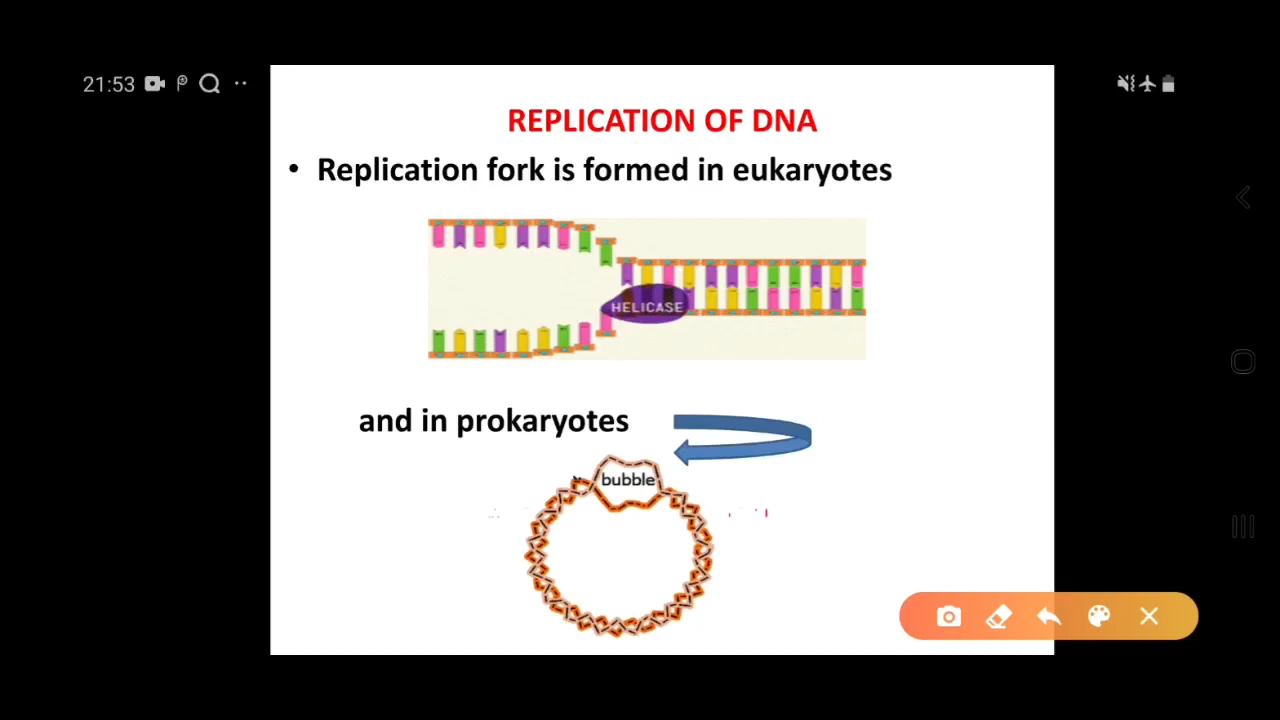 21:53
REPLICATION OF DNA
• Replication fork is formed in eukaryotes
HELICASE
and in prokaryotes
bubble